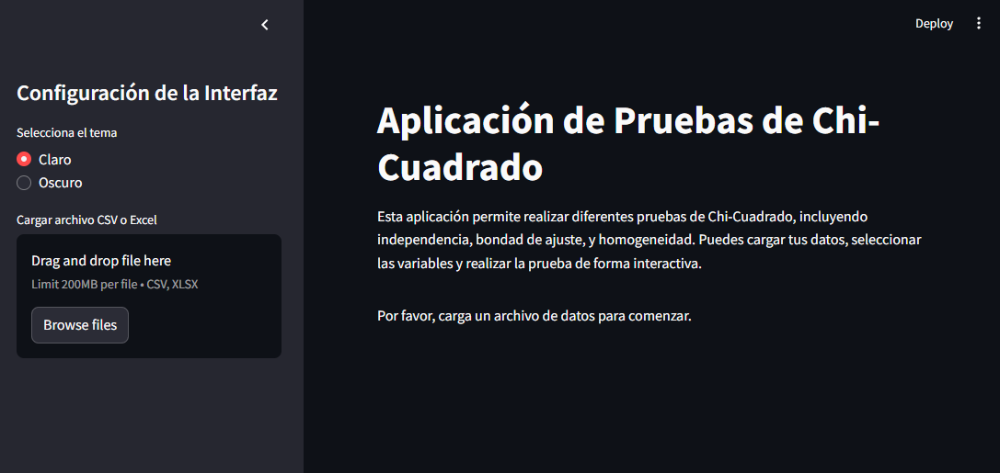 Configuración de la Interfaz
Selecciona el tema
Claro
Oscuro
Cargar archivo CSV o Excel
Drag and drop file here
Limit 200MB per file • CSV, XLSX
Browse files
Deploy
Aplicación de Pruebas de Chi-
Cuadrado
Esta aplicación permite realizar diferentes pruebas de Chi-Cuadrado, incluyendo
independencia, bondad de ajuste, y homogeneidad. Puedes cargar tus datos, seleccionar
las variables y realizar la prueba de forma interactiva.
Por favor, carga un archivo de datos para comenzar.